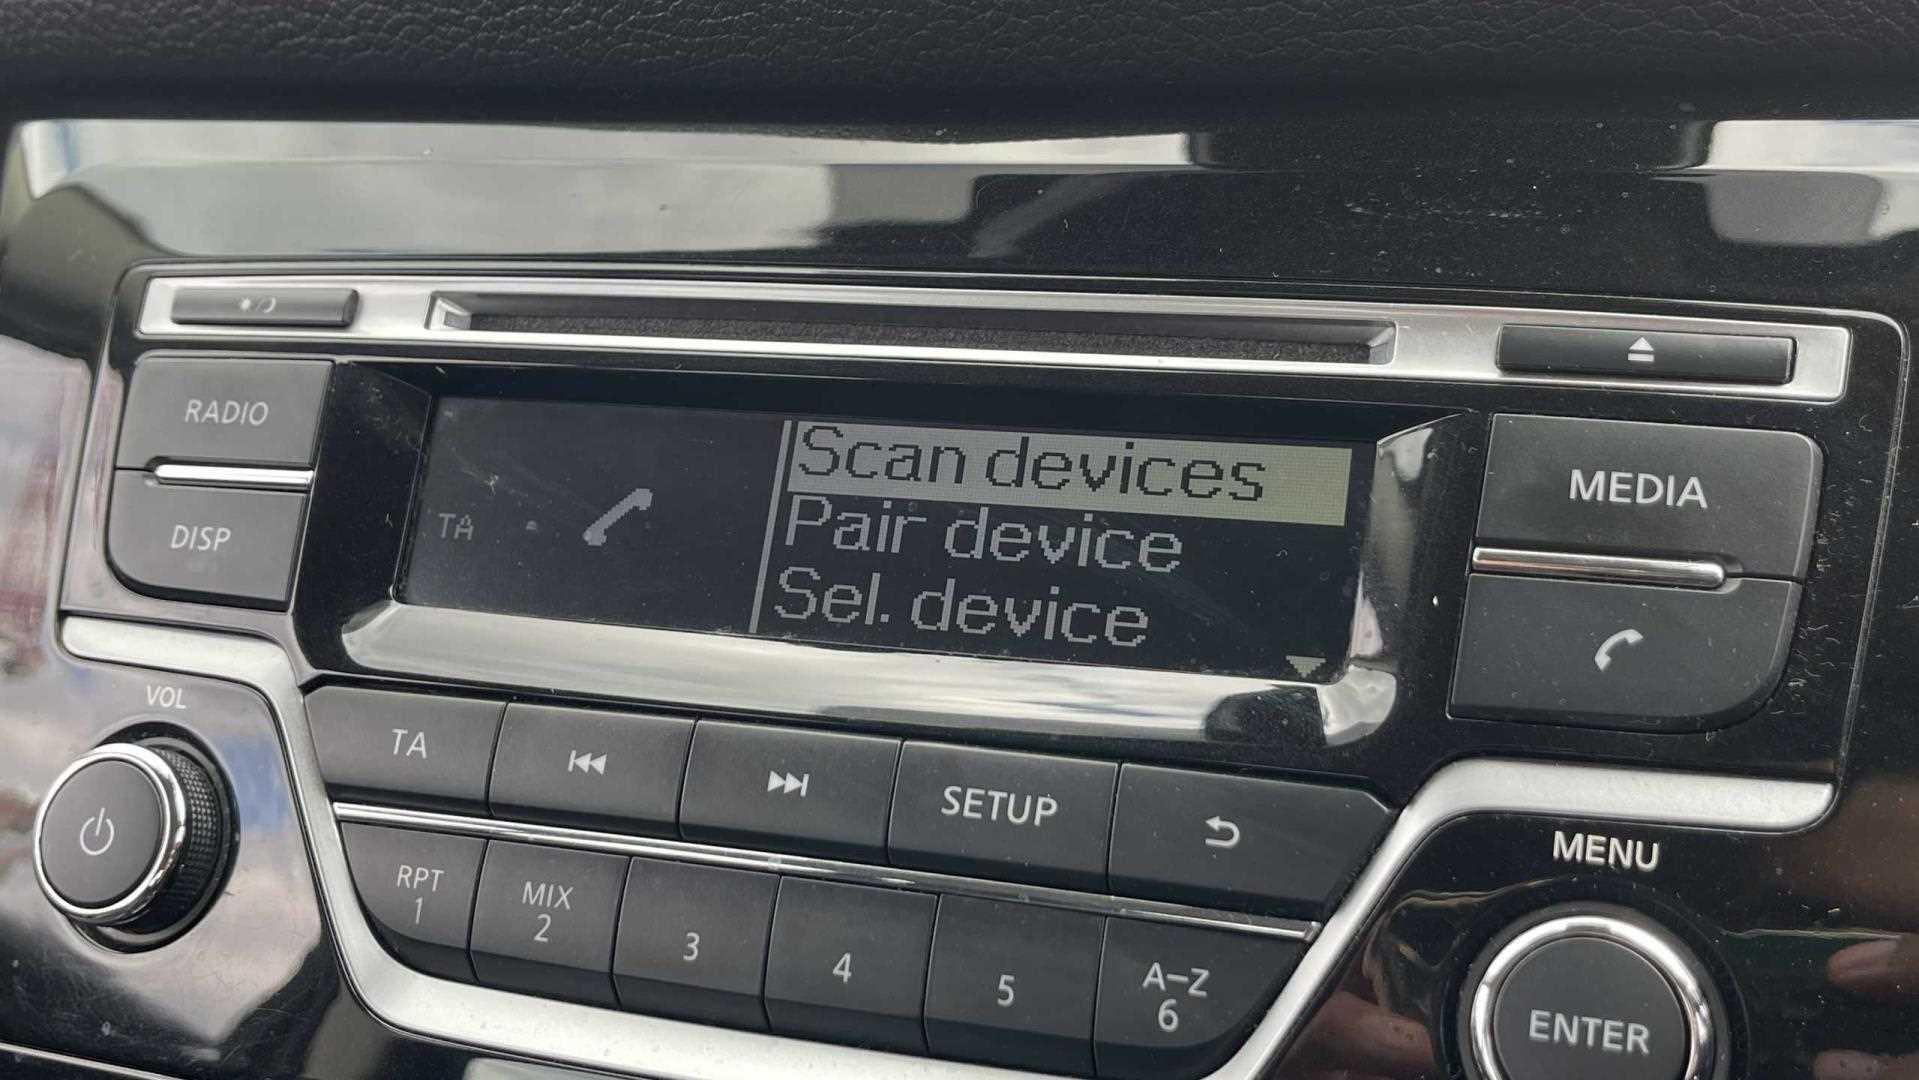 RADIO
DISP
TA
Scan devices
Pair device
Sel. device
MEDIA
VOL
TA
SETUP
MENU
RPT
1
MIX
2
3
4
5
A-Z
6
ENTER